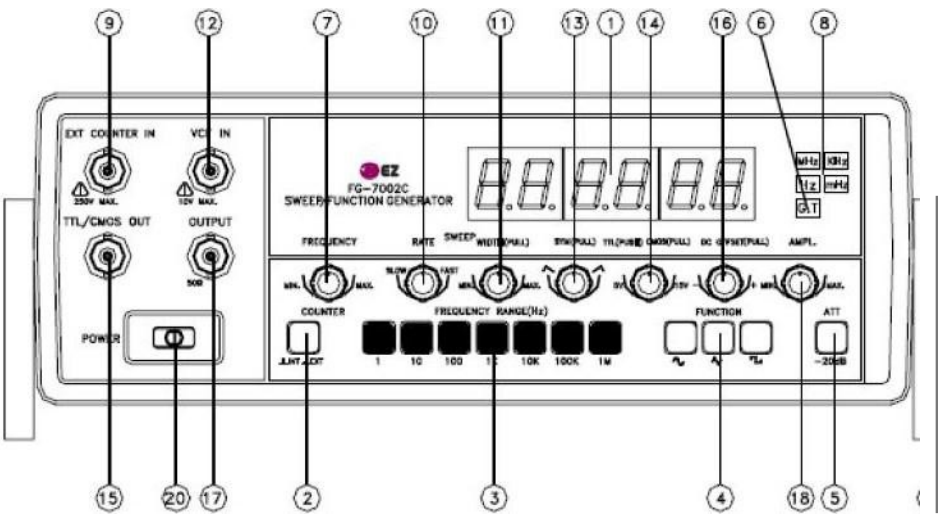 9 12 7 10 11 13 1 14 16 6 8
EXT COUNTER IN VCF IN
250V MAX. 10V MAX.
EZ
FG-7002C
SWEEP/FUNCTION GENERATOR
MHz KHz
Hz mHz
G.T
TTL/CMOS OUT OUTPUT
50Ω
FREQUENCY RATE SWEEP WIDTH(PULL) SYM(PULL) TTL(PUSH) CMOS(PULL) DC OFFSET(PULL) AMPL.
MIN. MAX. SLOW FAST MIN. MAX. 5V 15V - + MIN. MAX.
COUNTER FREQUENCY RANGE(Hz) FUNCTION ATT
POWER
INT EXT 1 10 100 1K 10K 100K 1M -20dB
15 20 17 2 3 4 18 5